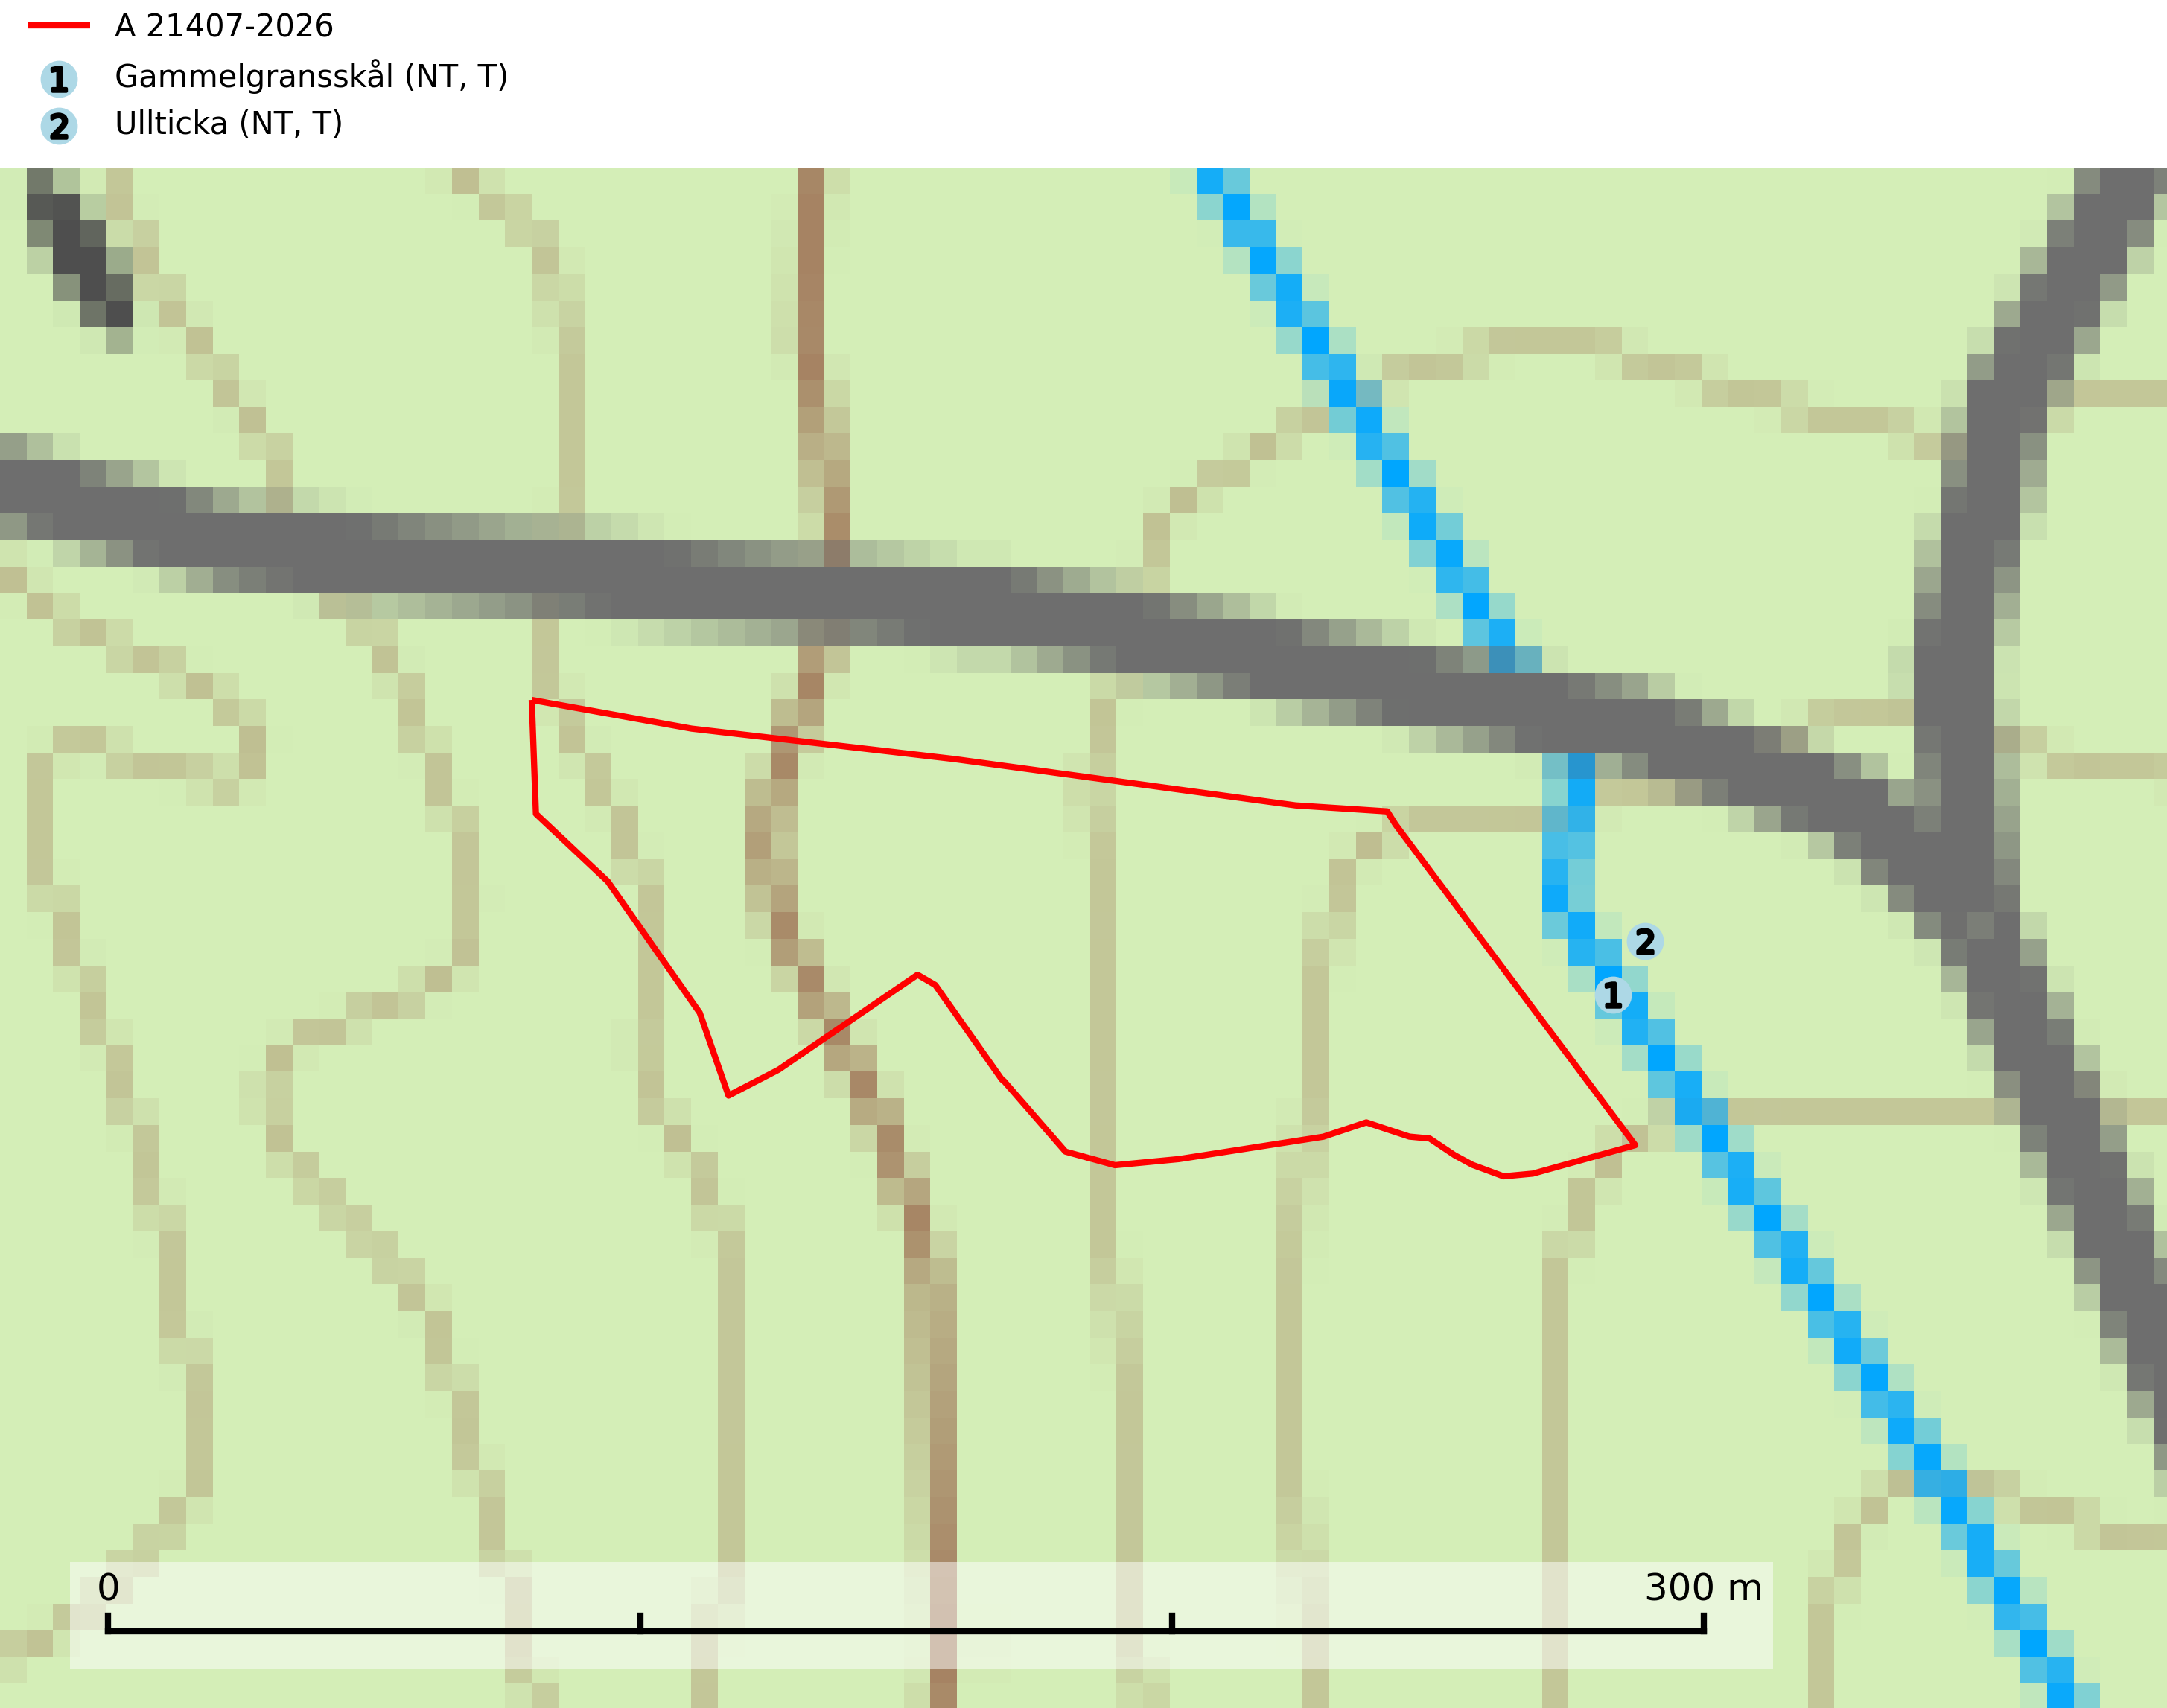 A 21407-2026
1 Gammelgransskål (NT, T)
2 Ullticka (NT, T)
2
1
0 300 m